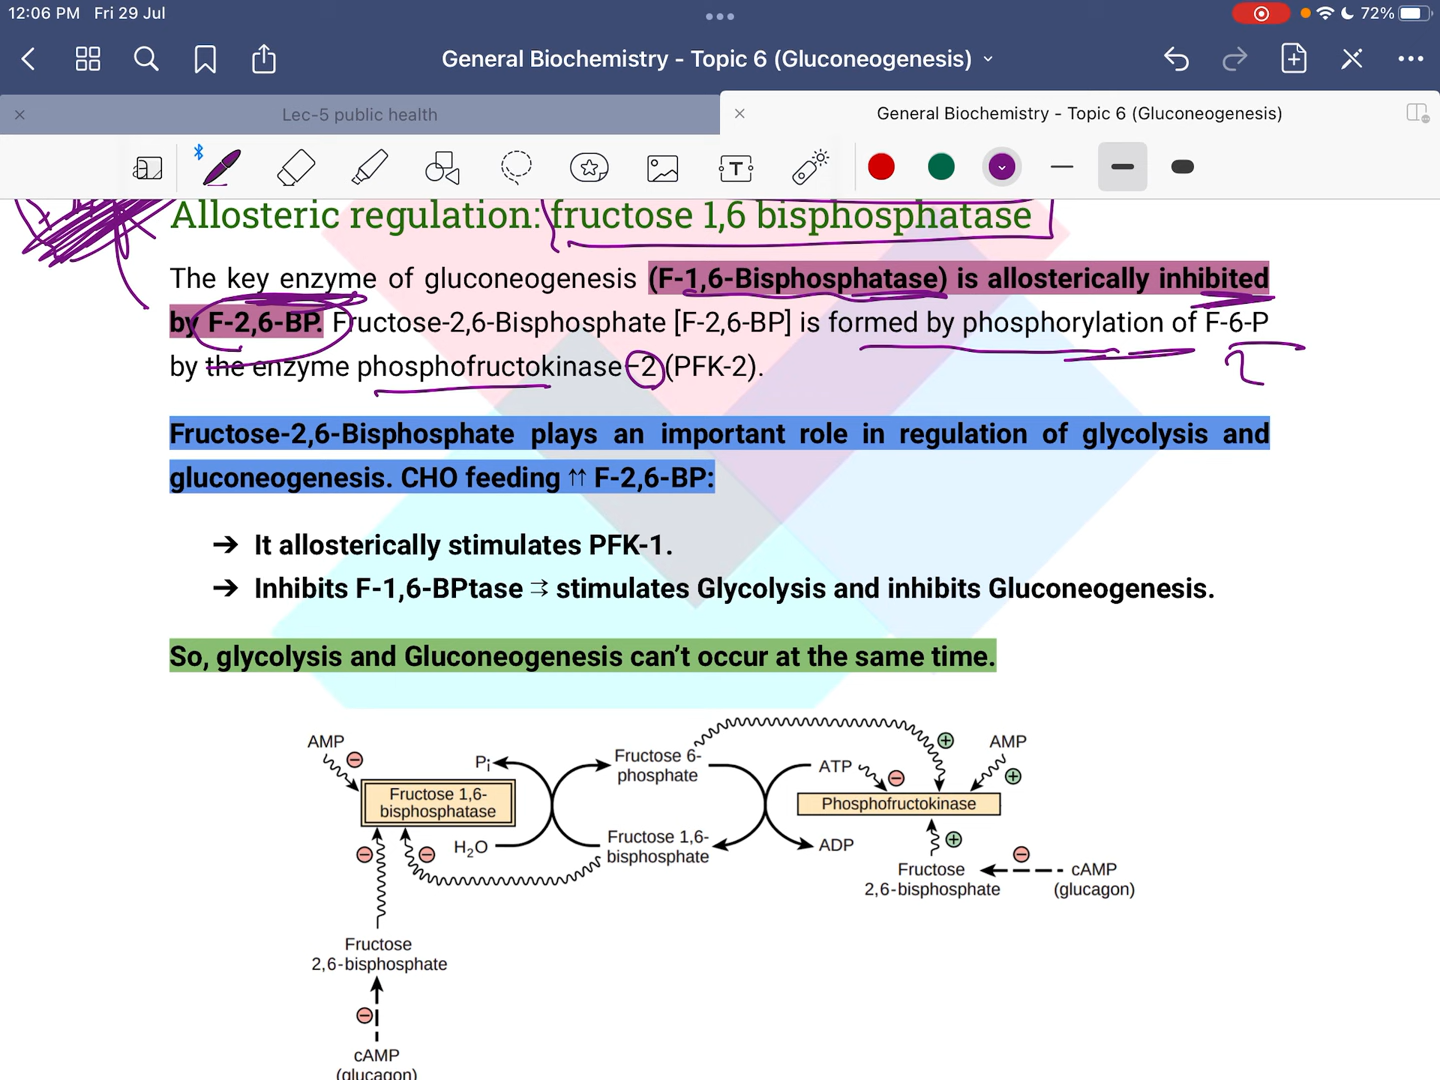 12:06 PM Fri 29 Jul
72%
General Biochemistry - Topic 6 (Gluconeogenesis)
Lec-5 public health
General Biochemistry - Topic 6 (Gluconeogenesis)
Allosteric regulation: fructose 1,6 bisphosphatase
The key enzyme of gluconeogenesis (F-1,6-Bisphosphatase) is allosterically inhibited
by F-2,6-BP. Fructose-2,6-Bisphosphate [F-2,6-BP] is formed by phosphorylation of F-6-P
by the enzyme phosphofructokinase-2 (PFK-2).
2
Fructose-2,6-Bisphosphate plays an important role in regulation of glycolysis and
gluconeogenesis. CHO feeding ↑↑ F-2,6-BP:
➔ It allosterically stimulates PFK-1.
➔ Inhibits F-1,6-BPtase ⇉ stimulates Glycolysis and inhibits Gluconeogenesis.
So, glycolysis and Gluconeogenesis can’t occur at the same time.
AMP
Pi
Fructose 6-
phosphate
ATP
AMP
Fructose 1,6-
bisphosphatase
Phosphofructokinase
H2O
Fructose 1,6-
bisphosphate
ADP
Fructose
2,6-bisphosphate
cAMP
(glucagon)
Fructose
2,6-bisphosphate
cAMP
(glucagon)